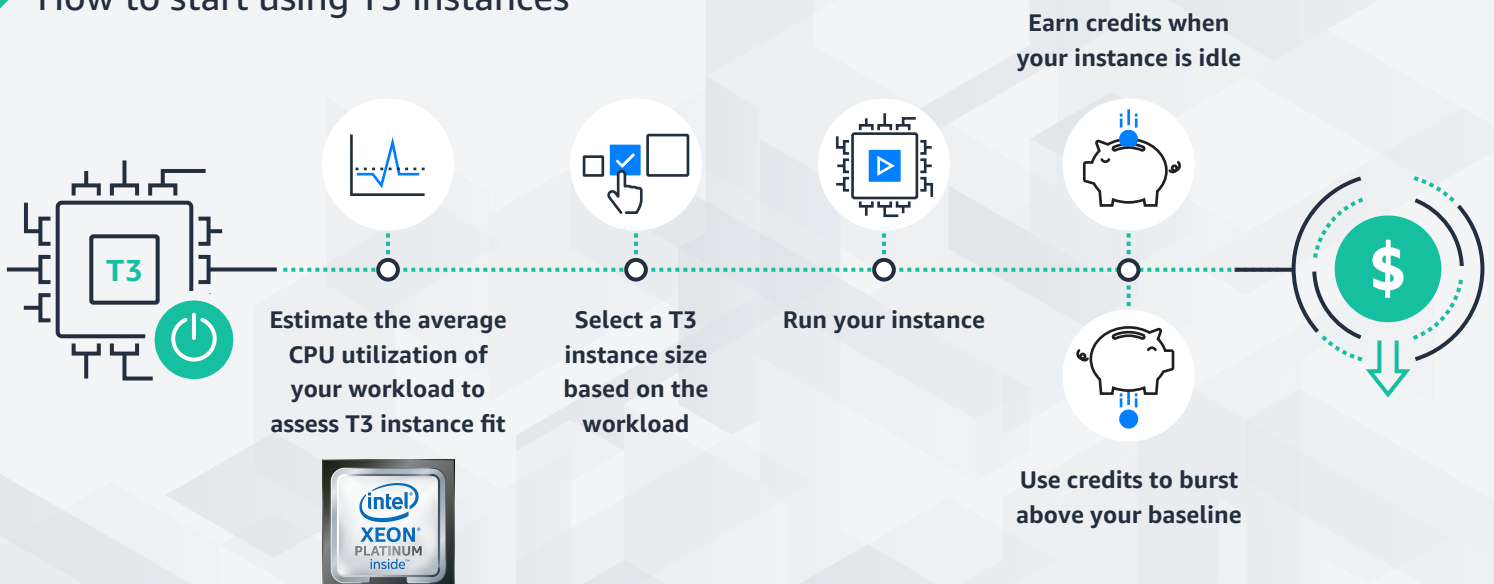 How to start using T3 instances
Earn credits when
your instance is idle
T3
$
Estimate the average
CPU utilization of
your workload to
assess T3 instance fit
Select a T3
instance size
based on the
workload
Run your instance
Use credits to burst
above your baseline
intel®
XEON®
PLATINUM
inside™